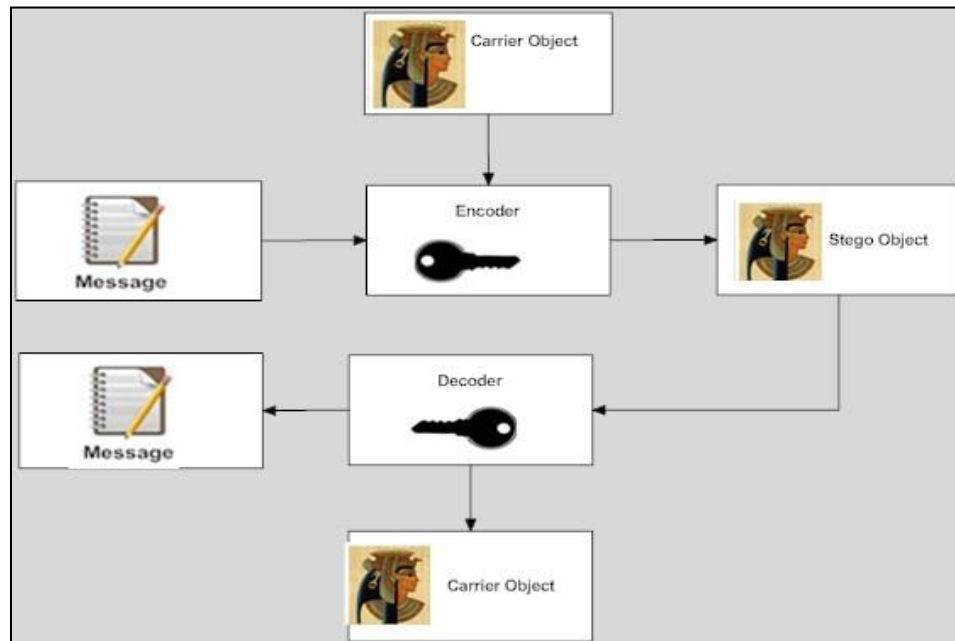 Carrier Object
Message
Encoder
Stego Object
Message
Decoder
Carrier Object